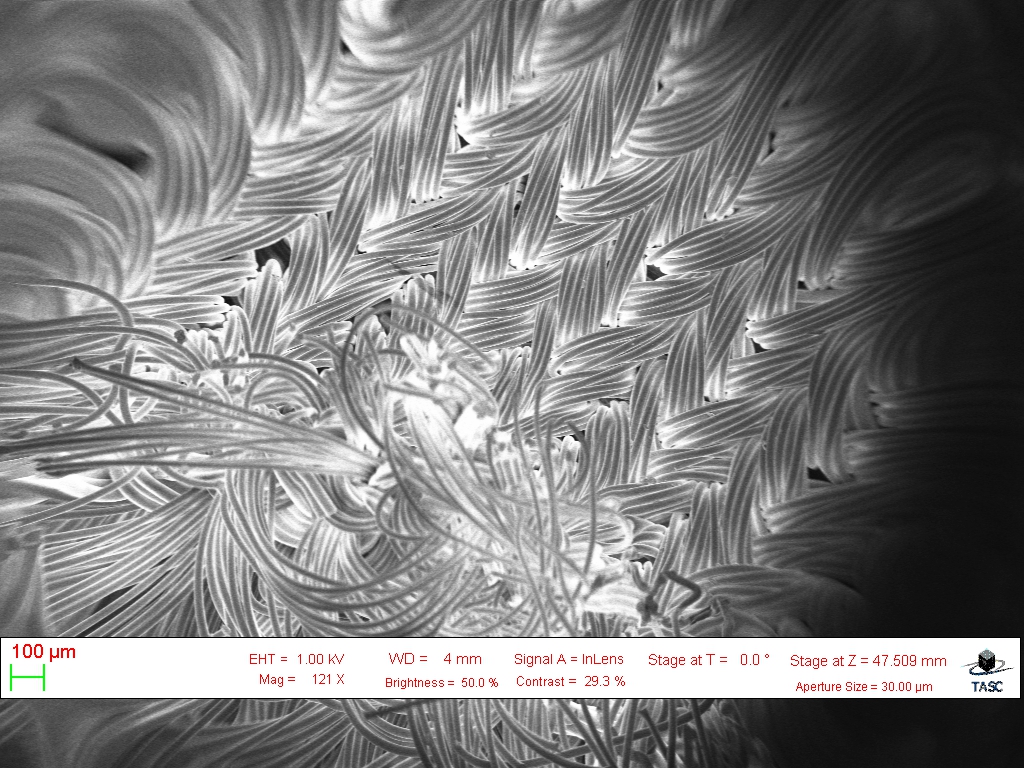 100 µm
EHT = 1.00 kV WD = 4 mm Signal A = InLens Stage at T = 0.0 ° Stage at Z = 47.509 mm
Mag = 121 X Brightness = 50.0 % Contrast = 29.3 % Aperture Size = 30.00 µm
TASC